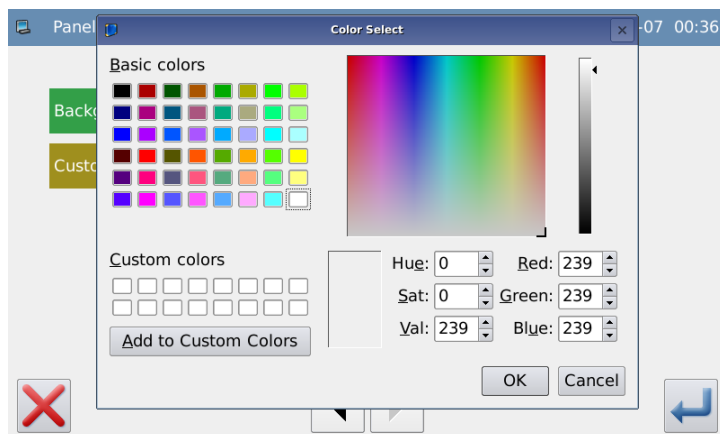 Panel
Color Select
-07 00:36
Basic colors
Backg
Custo
Custom colors
Hue: 0
Red: 239
Sat: 0
Green: 239
Val: 239
Blue: 239
Add to Custom Colors
OK
Cancel